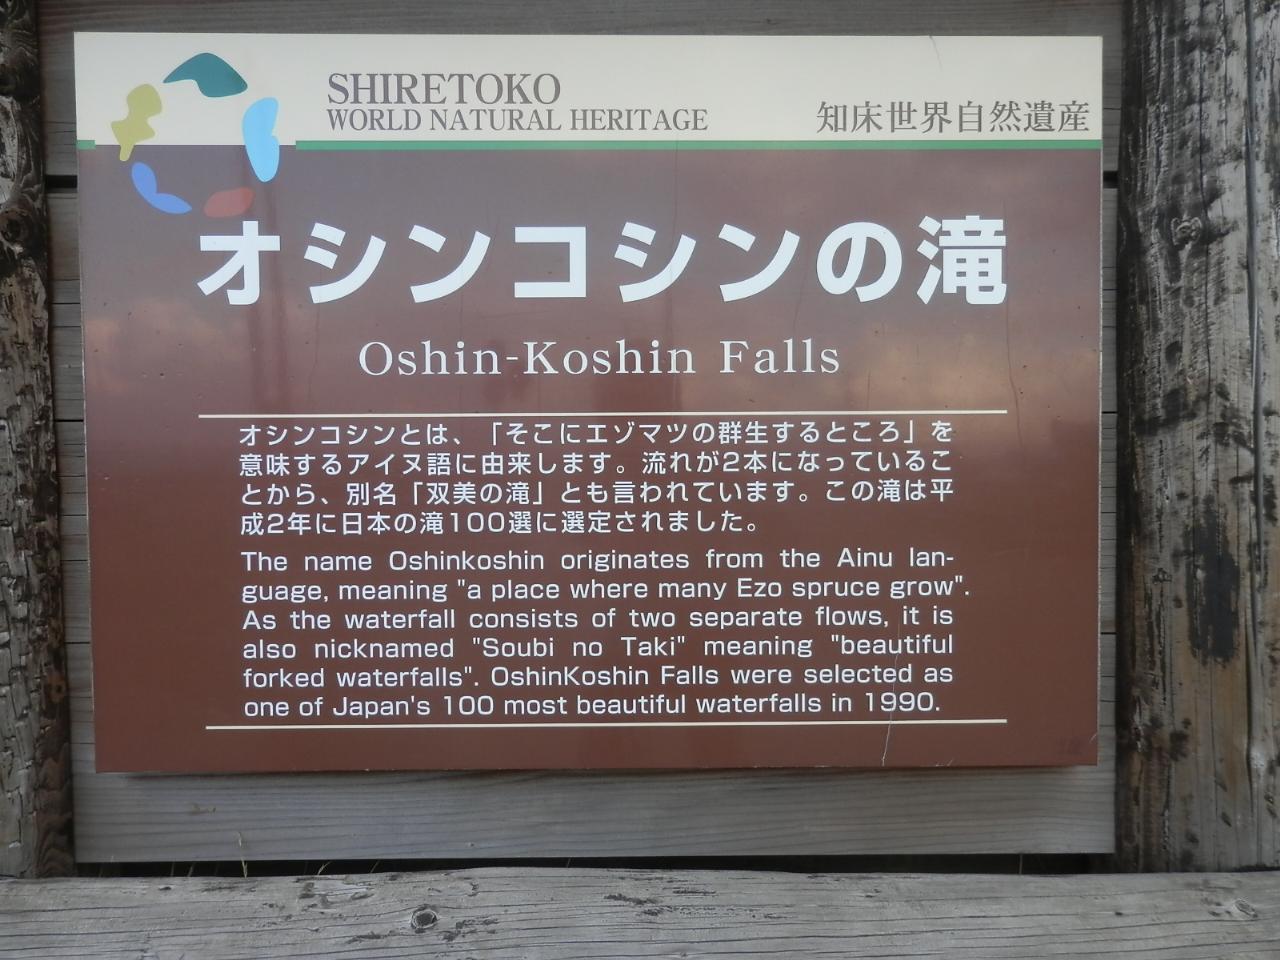 SHIRETOKO
WORLD NATURAL HERITAGE
知床世界自然遺産
オシンコシンの滝
Oshin-Koshin Falls
オシンコシンとは、「そこにエゾマツの群生するところ」を
意味するアイヌ語に由来します。流れが2本になっているこ
とから、別名「双美の滝」とも言われています。この滝は平
成2年に日本の滝100選に選定されました。
The name Oshinkoshin originates from the Ainu lan-
guage, meaning "a place where many Ezo spruce grow".
As the waterfall consists of two separate flows, it is
also nicknamed "Soubi no Taki" meaning "beautiful
forked waterfalls". OshinKoshin Falls were selected as
one of Japan's 100 most beautiful waterfalls in 1990.